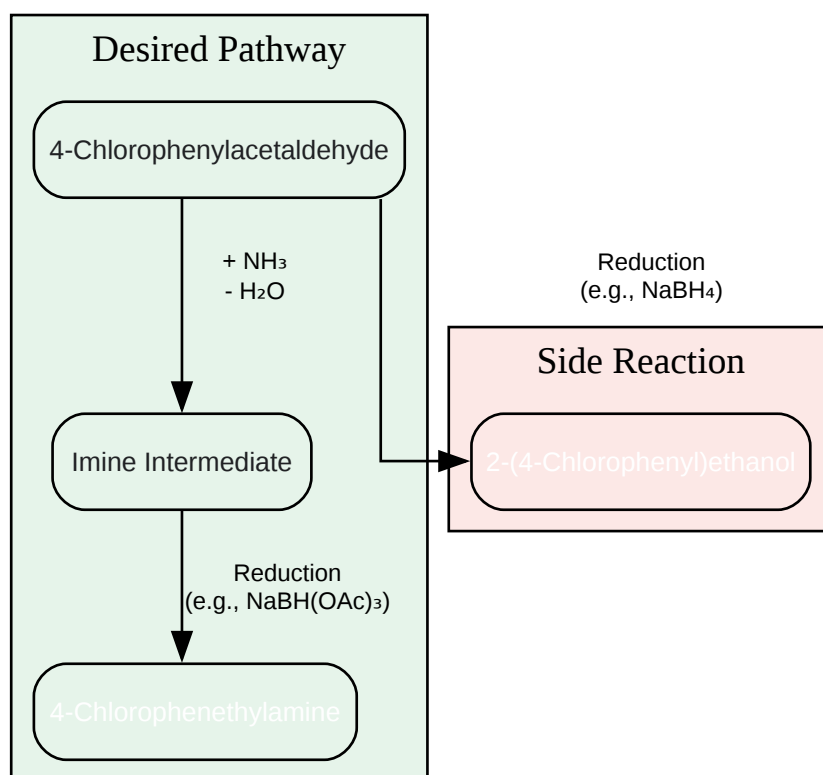 Desired Pathway
4-Chlorophenylacetaldehyde
+ NH₃
- H₂O
Reduction
(e.g., NaBH₄)
Side Reaction
Imine Intermediate
2-(4-Chlorophenyl)ethanol
Reduction
(e.g., NaBH(OAc)₃)
4-Chlorophenethylamine